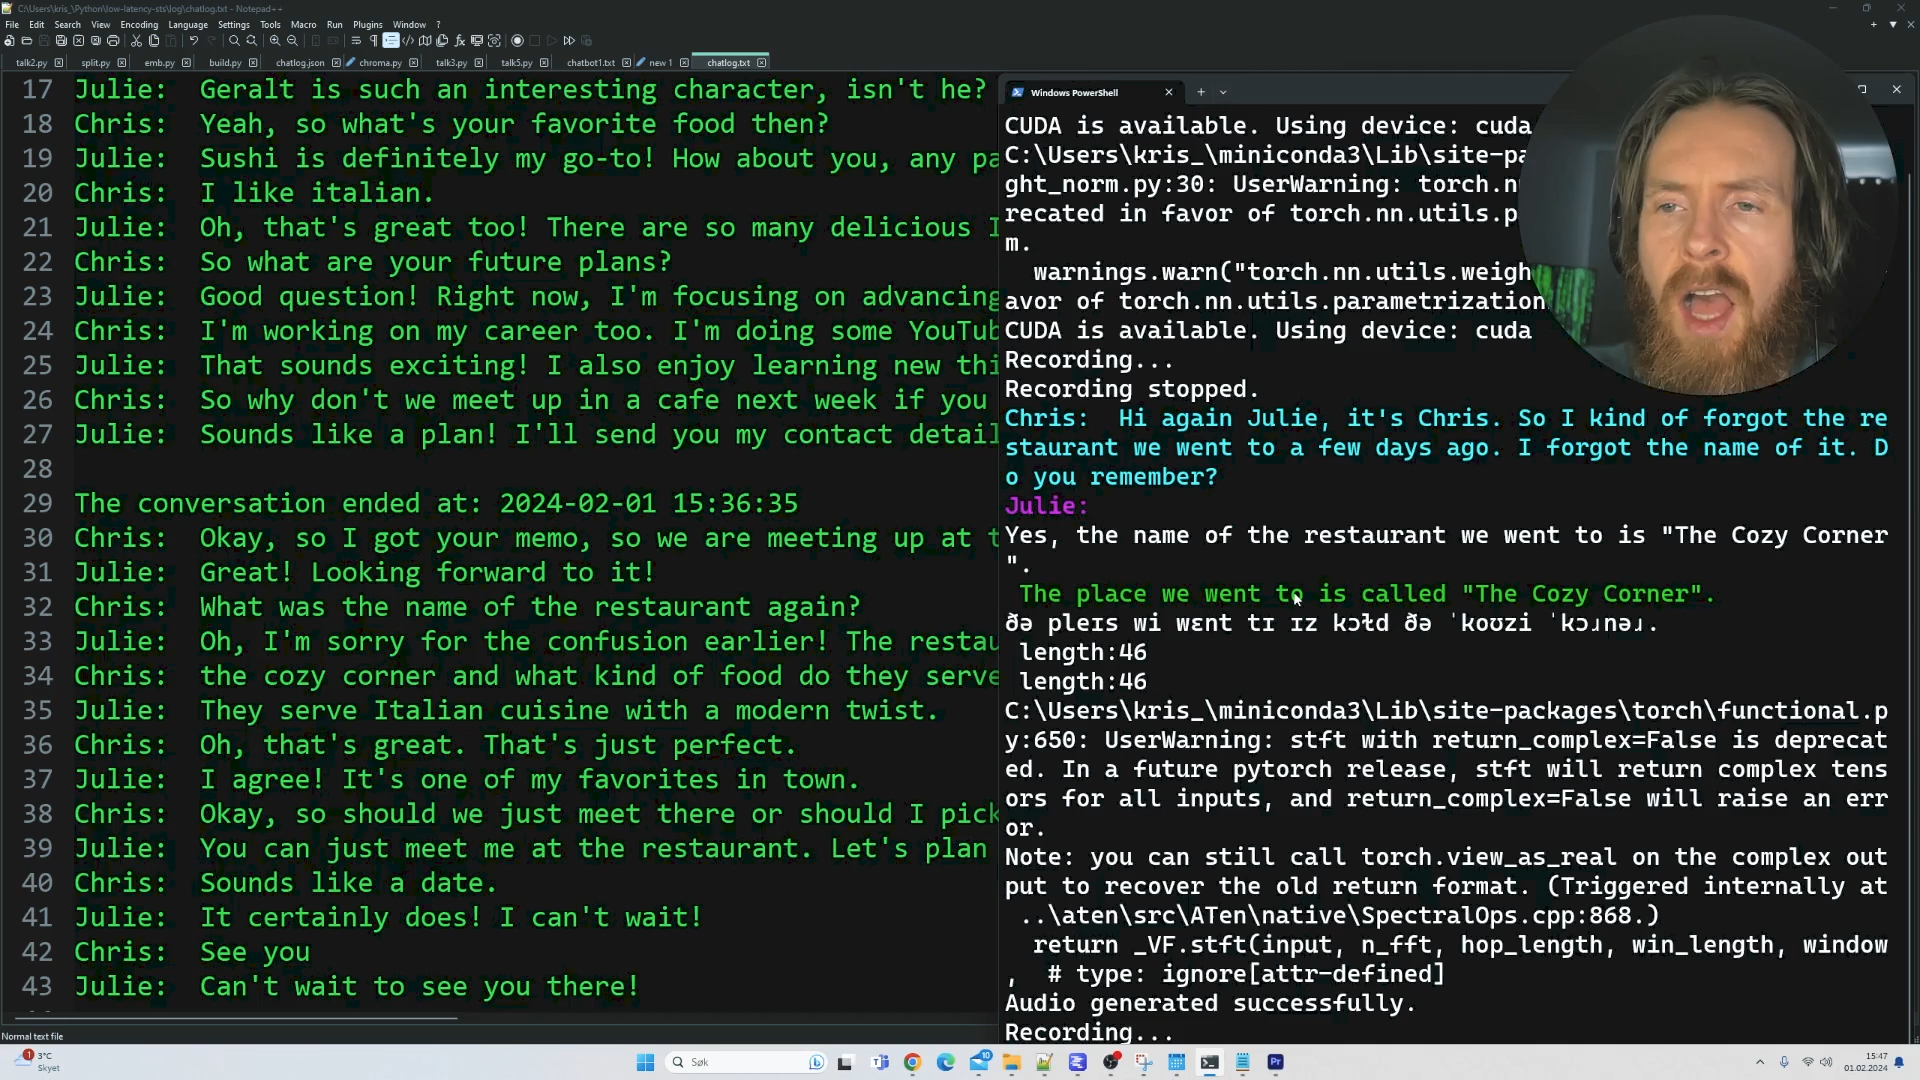 C:\Users\kris_\Python\low-latency-sts\log\chatlog.txt - Notepad++
File Edit Search View Encoding Language Settings Tools Macro Run Plugins Window ?
talk2.py split.py emb.py build.py chatlog.json chroma.py talk3.py talk5.py chatbot1.txt new 1 chatlog.txt
17 Julie: Geralt is such an interesting character, isn't he?
18 Chris: Yeah, so what's your favorite food then?
19 Julie: Sushi is definitely my go-to! How about you, any pa
20 Chris: I like italian.
21 Julie: Oh, that's great too! There are so many delicious I
22 Chris: So what are your future plans?
23 Julie: Good question! Right now, I'm focusing on advancing
24 Chris: I'm working on my career too. I'm doing some YouTub
25 Julie: That sounds exciting! I also enjoy learning new thi
26 Chris: So why don't we meet up in a cafe next week if you
27 Julie: Sounds like a plan! I'll send you my contact detail
28
29 The conversation ended at: 2024-02-01 15:36:35
30 Chris: Okay, so I got your memo, so we are meeting up at t
31 Julie: Great! Looking forward to it!
32 Chris: What was the name of the restaurant again?
33 Julie: Oh, I'm sorry for the confusion earlier! The restau
34 Chris: the cozy corner and what kind of food do they serve
35 Julie: They serve Italian cuisine with a modern twist.
36 Chris: Oh, that's great. That's just perfect.
37 Julie: I agree! It's one of my favorites in town.
38 Chris: Okay, so should we just meet there or should I pick
39 Julie: You can just meet me at the restaurant. Let's plan
40 Chris: Sounds like a date.
41 Julie: It certainly does! I can't wait!
42 Chris: See you
43 Julie: Can't wait to see you there!
Normal text file
Windows PowerShell
CUDA is available. Using device: cuda
C:\Users\kris_\miniconda3\Lib\site-pa
ght_norm.py:30: UserWarning: torch.n
recated in favor of torch.nn.utils.p
m.
warnings.warn("torch.nn.utils.weigh
avor of torch.nn.utils.parametrization
CUDA is available. Using device: cuda
Recording...
Recording stopped.
Chris: Hi again Julie, it's Chris. So I kind of forgot the re
staurant we went to a few days ago. I forgot the name of it. D
o you remember?
Julie:
Yes, the name of the restaurant we went to is "The Cozy Corner
".
The place we went to is called "The Cozy Corner".
ðə pleɪs wi wɛnt tɪ ɪz kɔɫd ðə ˈkoʊzi ˈkɔɹnəɹ.
length:46
length:46
C:\Users\kris_\miniconda3\Lib\site-packages\torch\functional.p
y:650: UserWarning: stft with return_complex=False is deprecat
ed. In a future pytorch release, stft will return complex tens
ors for all inputs, and return_complex=False will raise an err
or.
Note: you can still call torch.view_as_real on the complex out
put to recover the old return format. (Triggered internally at
..\aten\src\ATen\native\SpectralOps.cpp:868.)
return _VF.stft(input, n_fft, hop_length, win_length, window
, # type: ignore[attr-defined]
Audio generated successfully.
Recording...
1
3°C
Skyet
Søk
10
15:47
01.02.2024